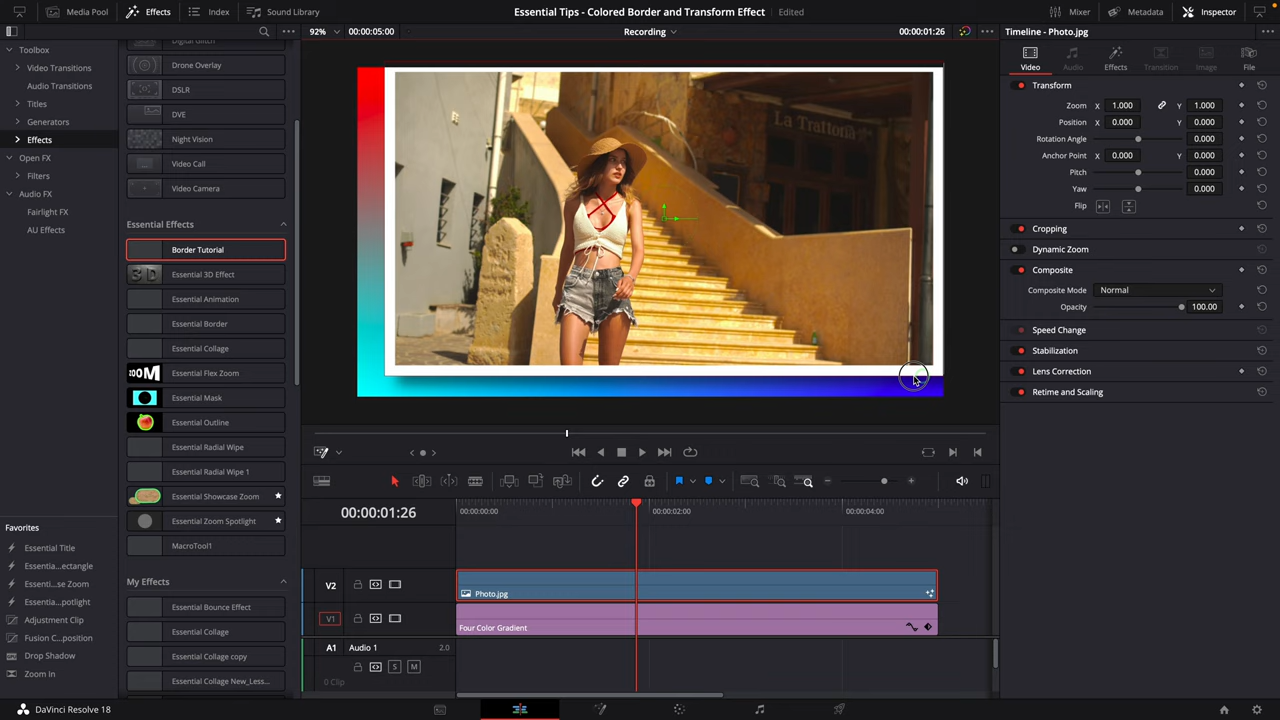 Media Pool
Effects
Index
Sound Library
Essential Tips - Colored Border and Transform Effect
Edited
Mixer
Metadata
Inspector
92%
00:00:05:00
Recording
00:00:01:26
Timeline - Photo.jpg
Toolbox
Video Transitions
Audio Transitions
Titles
Generators
Effects
Open FX
Filters
Audio FX
Fairlight FX
AU Effects
Digital Glitch
Drone Overlay
DSLR
DVE
Night Vision
Video Call
Video Camera
Essential Effects
Border Tutorial
3D
Essential 3D Effect
Essential Animation
Essential Border
Essential Collage
ZOOM
Essential Flex Zoom
Essential Mask
Essential Outline
Essential Radial Wipe
Essential Radial Wipe 1
Essential Showcase Zoom
Essential Zoom Spotlight
MacroTool1
My Effects
Essential Bounce Effect
Essential Collage
Essential Collage copy
Essential Collage New_Less...
Favorites
Essential Title
Essentia...ectangle
Essenti...se Zoom
Essentia...potlight
Adjustment Clip
Fusion C...position
Drop Shadow
Zoom In
La Trattoria
Video
Audio
Effects
Transition
Image
File
Transform
Zoom X 1.000 Y 1.000
Position X 0.000 Y 0.000
Rotation Angle 0.000
Anchor Point X 0.000 Y 0.000
Pitch 0.000
Yaw 0.000
Flip
Cropping
Dynamic Zoom
Composite
Composite Mode Normal
Opacity 100.00
Speed Change
Stabilization
Lens Correction
Retime and Scaling
00:00:01:26
00:00:00:00
00:00:02:00
00:00:04:00
V2
Photo.jpg
V1
Four Color Gradient
A1 Audio 1 2.0
S M
0 Clip
DaVinci Resolve 18